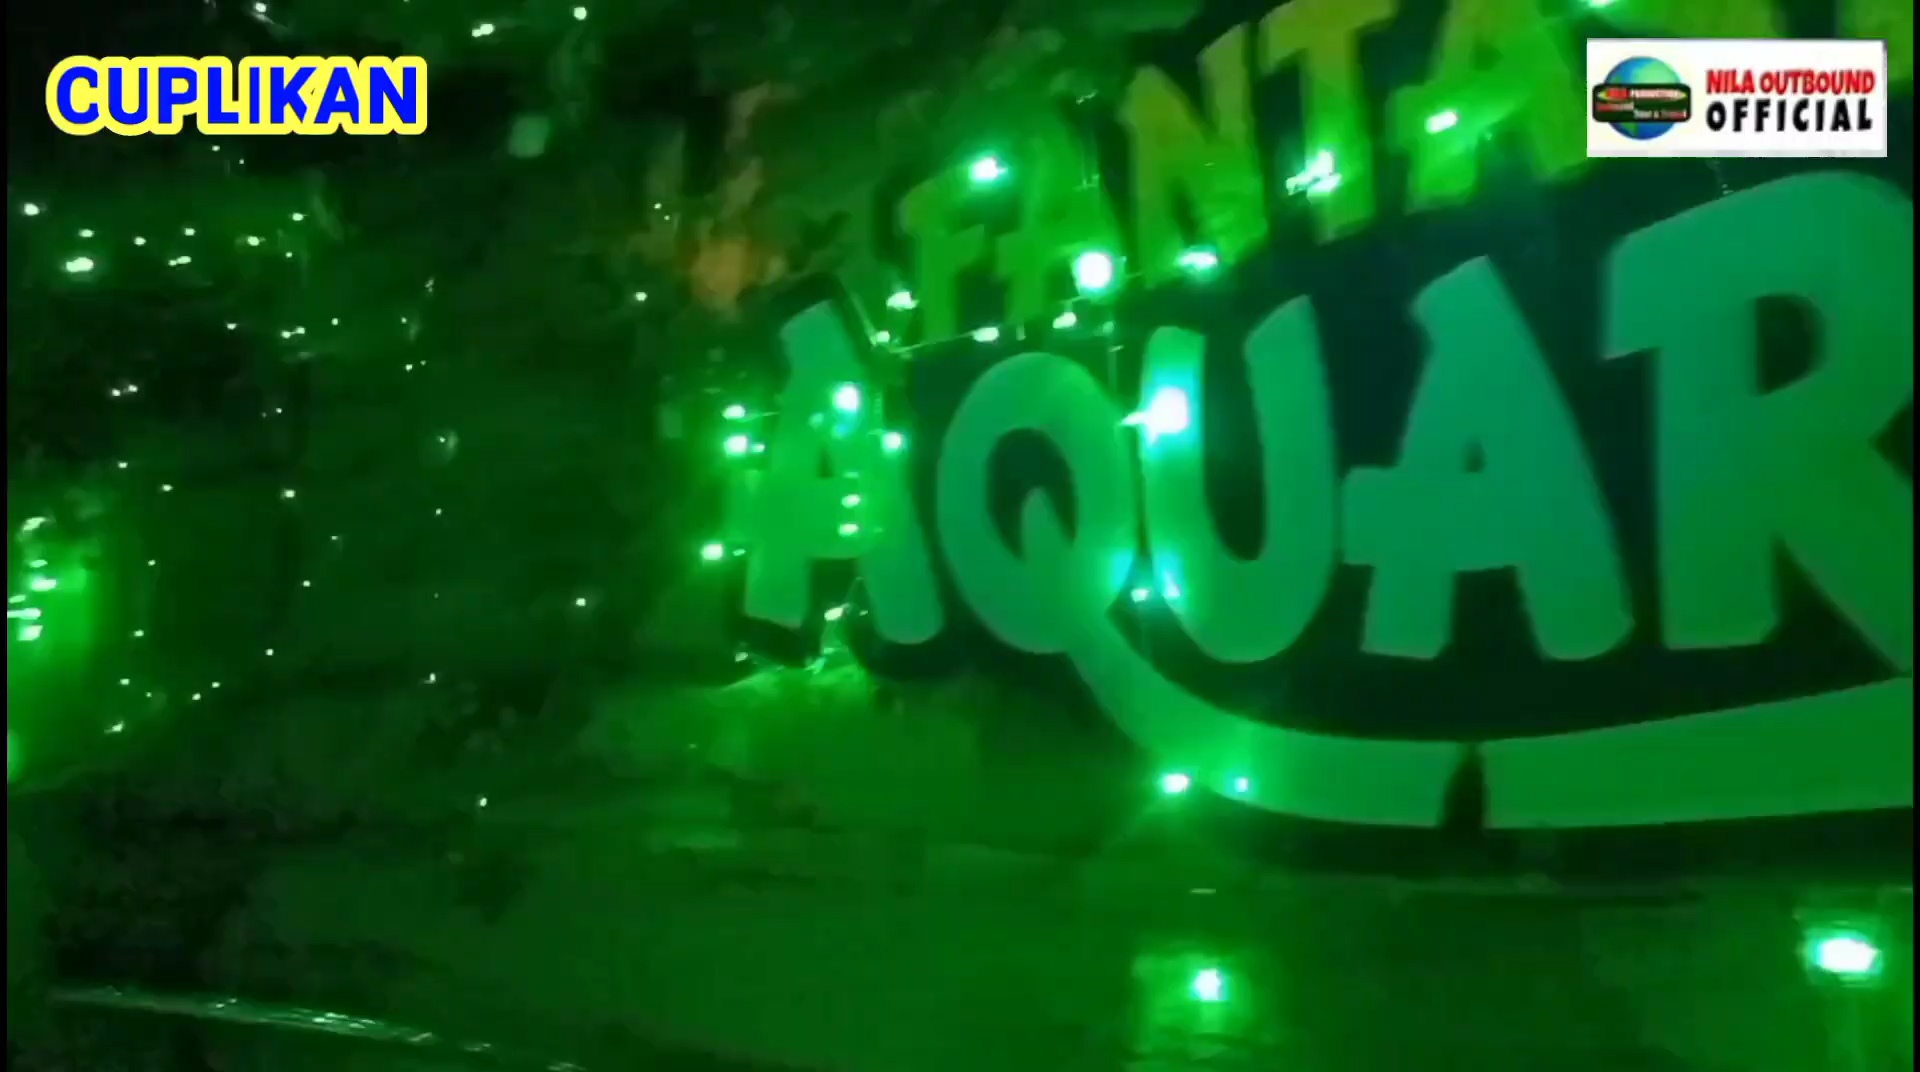 CUPLIKAN
NILA OUTBOUND
OFFICIAL
FANTA
AQUAR